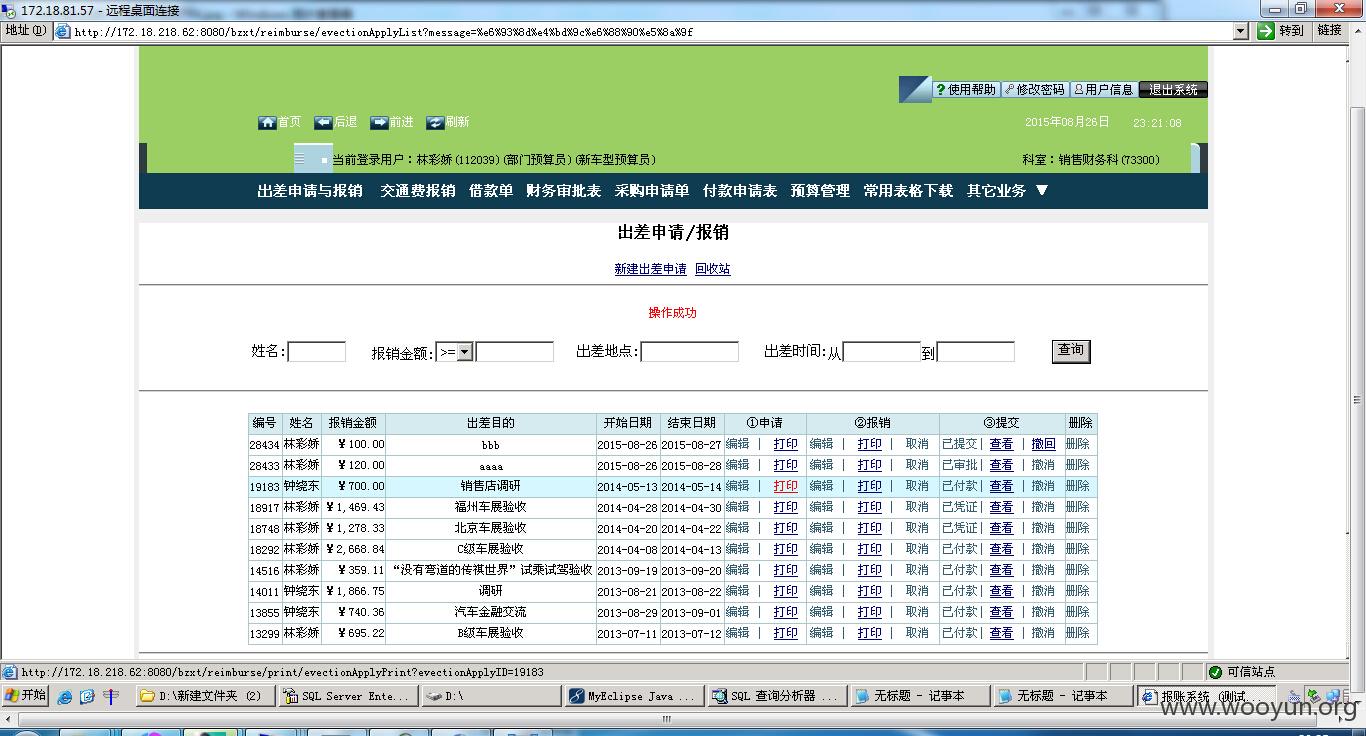 172.18.81.57 - 远程桌面连接
地址(D) http://172.18.218.62:8080/bzxt/reimburse/evectionApplyList?message=%e6%93%8d%e4%bd%9c%e6%88%90%e5%8a%9f 转到 链接
?使用帮助 修改密码 用户信息 退出系统
首页 后退 前进 刷新 2015年08月26日 23:21:08
当前登录用户：林彩娇(112039)(部门预算员)(新车型预算员) 科室：销售财务科(73300)
出差申请与报销 交通费报销 借款单 财务审批表 采购申请单 付款申请表 预算管理 常用表格下载 其它业务 ▼
出差申请/报销
新建出差申请 回收站
操作成功
姓名: 报销金额: >= 出差地点: 出差时间:从 到 查询
编号 姓名 报销金额 出差目的 开始日期 结束日期 ①申请 ②报销 ③提交 删除
28434 林彩娇 ￥100.00 bbb 2015-08-26 2015-08-27 编辑 | 打印 编辑 | 打印 取消 已提交| 查看 | 撤回 删除
28433 林彩娇 ￥120.00 aaaa 2015-08-26 2015-08-28 编辑 | 打印 编辑 | 打印 取消 已审批| 查看 | 撤消 删除
19183 钟晓东 ￥700.00 销售店调研 2014-05-13 2014-05-14 编辑 | 打印 编辑 | 打印 取消 已付款| 查看 | 撤消 删除
18917 林彩娇 ￥1,469.43 福州车展验收 2014-04-28 2014-04-30 编辑 | 打印 编辑 | 打印 取消 已凭证| 查看 | 撤消 删除
18748 林彩娇 ￥1,278.33 北京车展验收 2014-04-20 2014-04-22 编辑 | 打印 编辑 | 打印 取消 已凭证| 查看 | 撤消 删除
18292 林彩娇 ￥2,668.84 C级车展验收 2014-04-08 2014-04-13 编辑 | 打印 编辑 | 打印 取消 已付款| 查看 | 撤消 删除
14516 林彩娇 ￥359.11 “没有弯道的传祺世界”试乘试驾验收 2013-09-19 2013-09-20 编辑 | 打印 编辑 | 打印 取消 已付款| 查看 | 撤消 删除
14011 钟晓东 ￥1,866.75 调研 2013-08-21 2013-08-22 编辑 | 打印 编辑 | 打印 取消 已付款| 查看 | 撤消 删除
13855 钟晓东 ￥740.36 汽车金融交流 2013-08-29 2013-09-01 编辑 | 打印 编辑 | 打印 取消 已付款| 查看 | 撤消 删除
13299 林彩娇 ￥695.22 B级车展验收 2013-07-11 2013-07-12 编辑 | 打印 编辑 | 打印 取消 已付款| 查看 | 撤消 删除
http://172.18.218.62:8080/bzxt/reimburse/print/evectionApplyPrint?evectionApplyID=19183 可信站点
开始 D:\新建文件夹 (2) SQL Server Ente... D:\ MyEclipse Java ... SQL 查询分析器 ... 无标题 - 记事本 无标题 - 记事本 报账系统 (测试...
www.wooyun.org